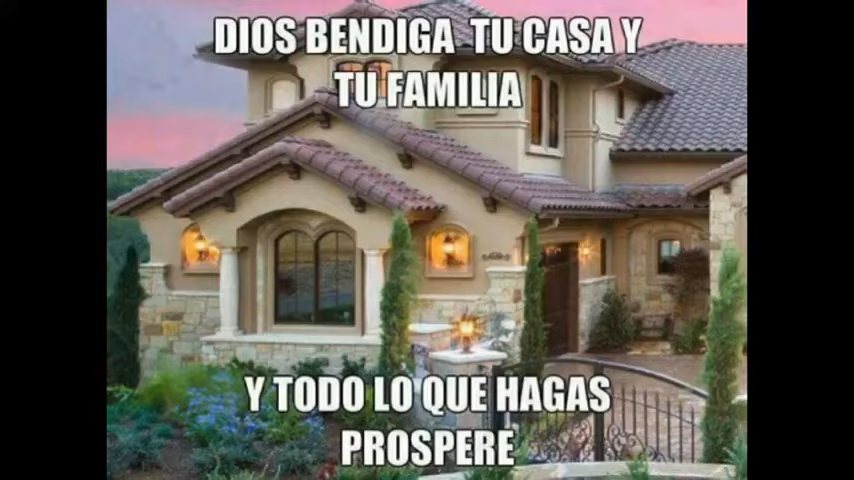 DIOS BENDIGA TU CASA Y
TU FAMILIA
Y TODO LO QUE HAGAS
PROSPERE